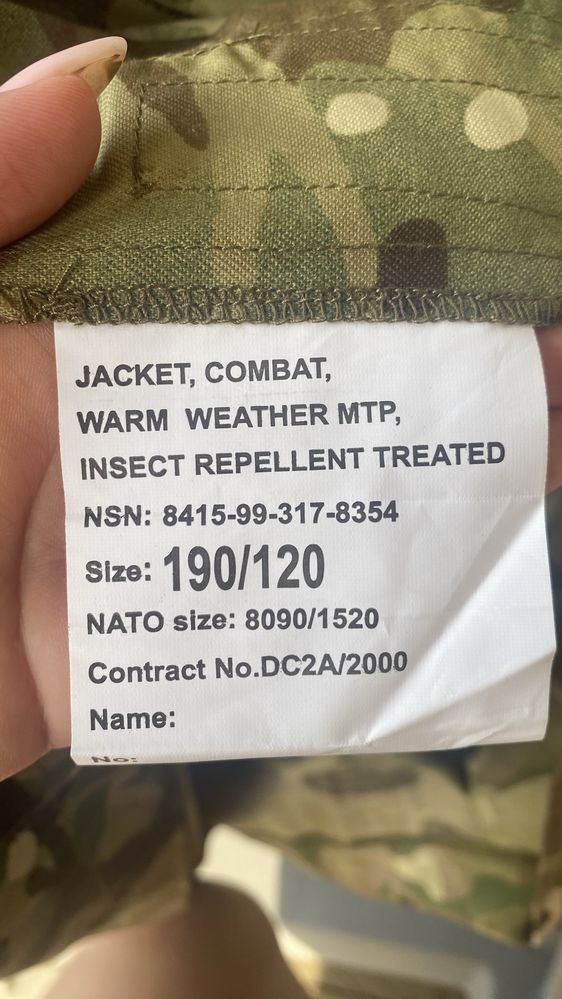 JACKET, COMBAT,
WARM WEATHER MTP,
INSECT REPELLENT TREATED
NSN: 8415-99-317-8354
Size: 190/120
NATO size: 8090/1520
Contract No.DC2A/2000
Name:
No: